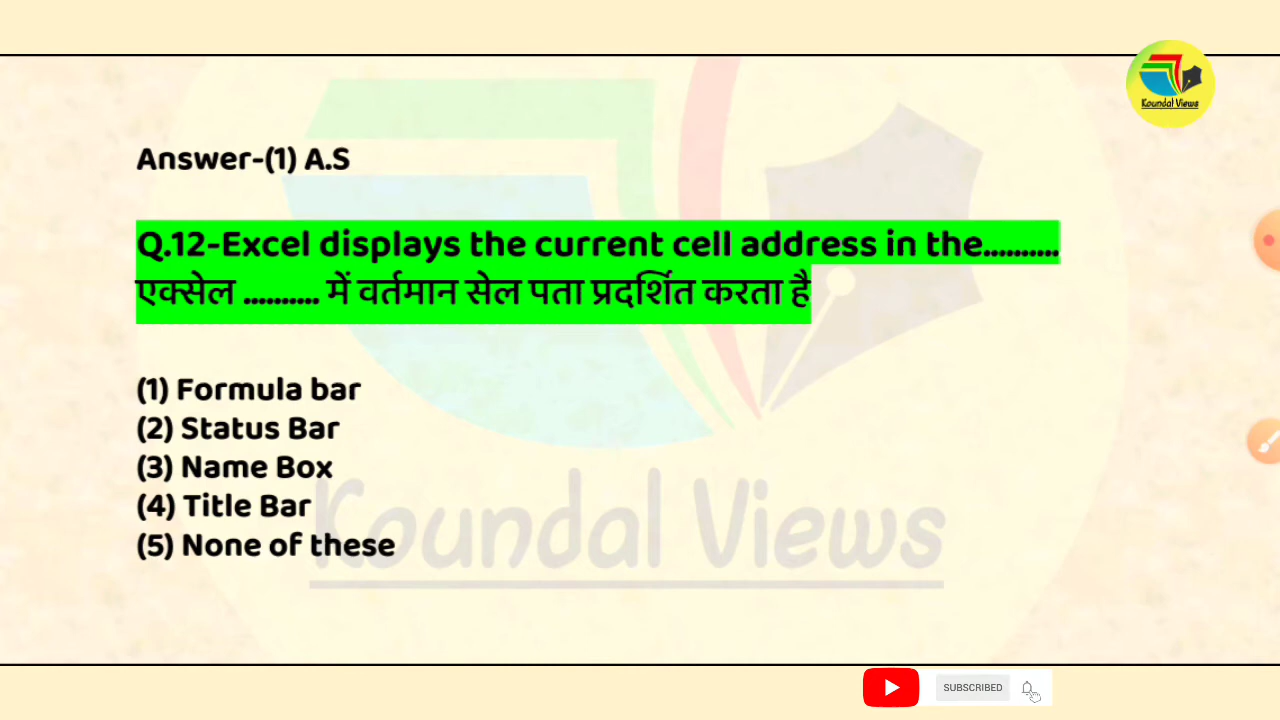 Koundal Views
Answer-(1) A.S
Q.12-Excel displays the current cell address in the..........
एक्सेल .......... में वर्तमान सेल पता प्रदर्शित करता है
(1) Formula bar
(2) Status Bar
(3) Name Box
(4) Title Bar
(5) None of these
Koundal Views
SUBSCRIBED